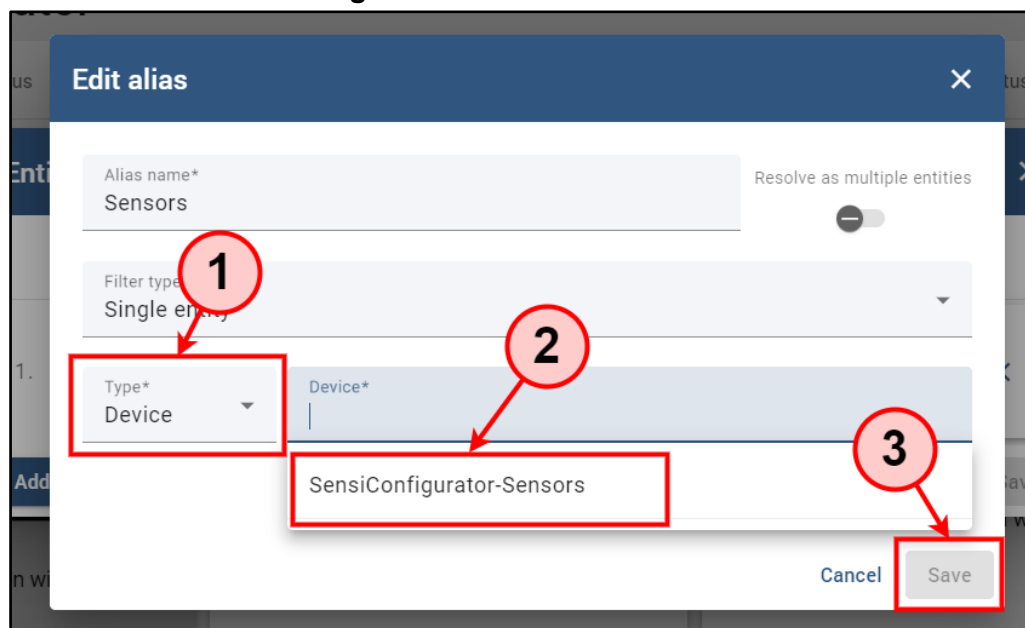 us
Edit alias
tus
Enti
Alias name*
Sensors
Resolve as multiple entities
1
Filter type
Single entity
2
1.
Type*
Device
Device*
3
Add
SensiConfigurator-Sensors
n wi
Cancel
Save